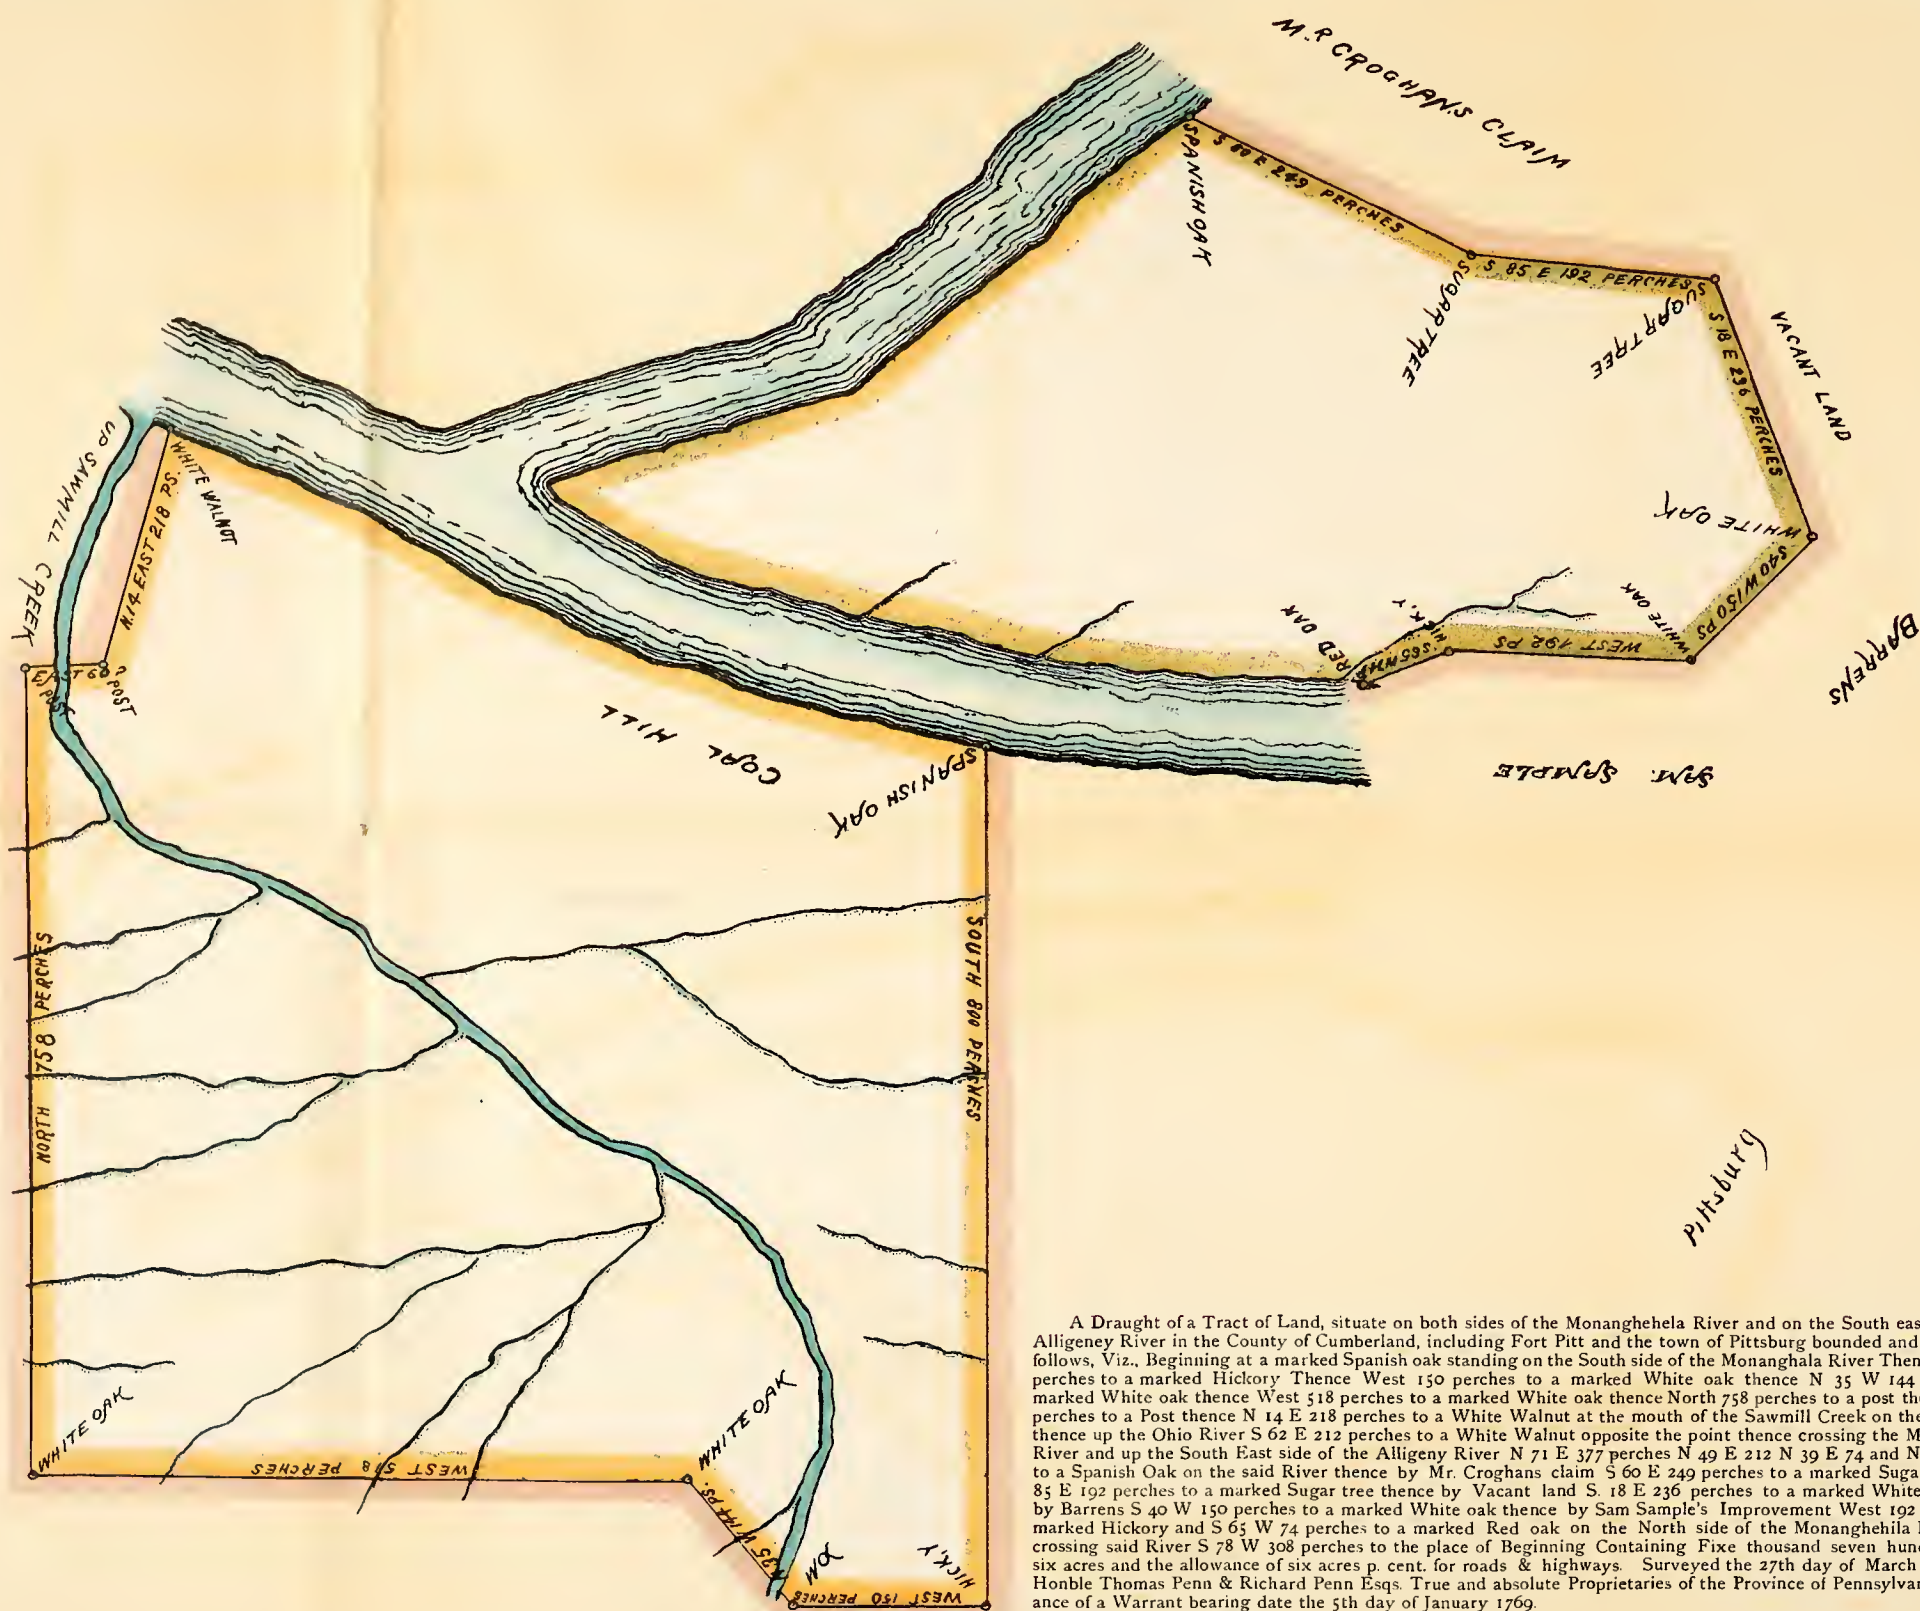 MR CROGHANS CLAIM
SPANISH OAK
S 60 E 249 PERCHES
SUGAR TREE
S 85 E 192 PERCHES
SUGAR TREE
S 18 E 236 PERCHES
VACANT LAND
WHITE OAK
S 40 W 150 PS
BARRENS
WHITE OAK
WEST 192 PS
HICK,Y
S 65 W
RED OAK
SAM. SAMPLE
UP SAWMILL CREEK
WHITE WALNUT
N. 14 EAST 218 PS.
EAST 60 P
POST
POST
COAL HILL
SPANISH OAK
SOUTH 800 PERSHES
NORTH 758 PERCHES
WHITE OAK
WEST 518 PERCHES
WHITE OAK
N 35 W 144 PS.
WEST 150 PERCHES
HICK,Y
Pittsburg
A Draught of a Tract of Land, situate on both sides of the Monanghehela River and on the South eas
Alligeney River in the County of Cumberland, including Fort Pitt and the town of Pittsburg bounded and
follows, Viz., Beginning at a marked Spanish oak standing on the South side of the Monanghala River Then
perches to a marked Hickory Thence West 150 perches to a marked White oak thence N 35 W 144
marked White oak thence West 518 perches to a marked White oak thence North 758 perches to a post the
perches to a Post thence N 14 E 218 perches to a White Walnut at the mouth of the Sawmill Creek on the
thence up the Ohio River S 62 E 212 perches to a White Walnut opposite the point thence crossing the M
River and up the South East side of the Alligeny River N 71 E 377 perches N 49 E 212 N 39 E 74 and N
to a Spanish Oak on the said River thence by Mr. Croghans claim S 60 E 249 perches to a marked Suga
85 E 192 perches to a marked Sugar tree thence by Vacant land S. 18 E 236 perches to a marked White
by Barrens S 40 W 150 perches to a marked White oak thence by Sam Sample's Improvement West 192
marked Hickory and S 65 W 74 perches to a marked Red oak on the North side of the Monanghehila
crossing said River S 78 W 308 perches to the place of Beginning Containing Fixe thousand seven hun
six acres and the allowance of six acres p. cent. for roads & highways. Surveyed the 27th day of March
Honble Thomas Penn & Richard Penn Esqs. True and absolute Proprietaries of the Province of Pennsylva
ance of a Warrant bearing date the 5th day of January 1769.